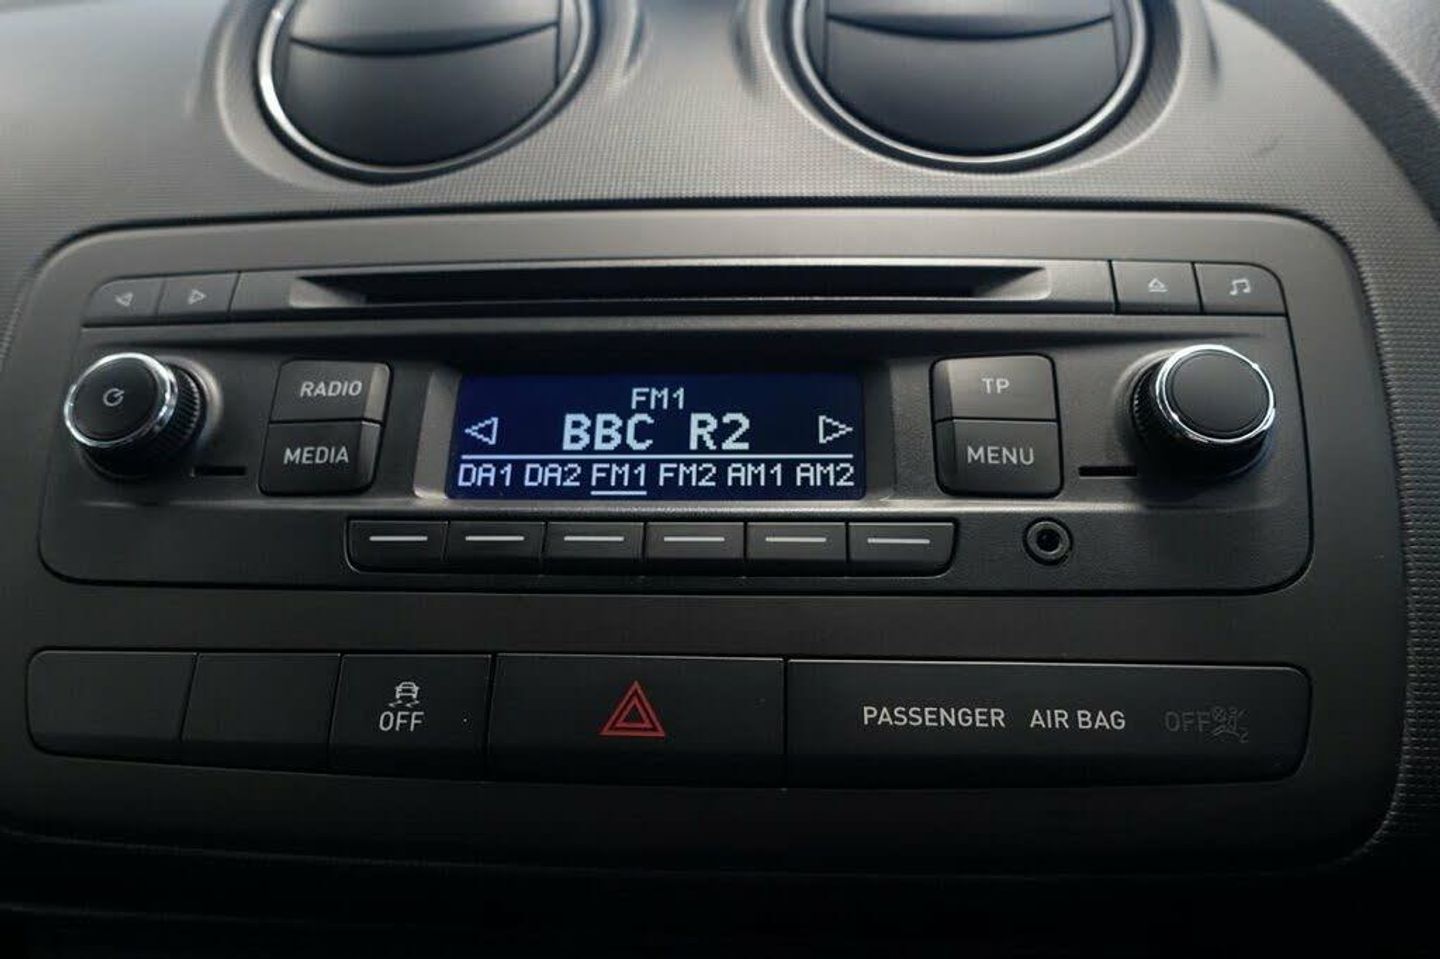 RADIO
MEDIA
FM1
BBC R2
DA1 DA2 FM1 FM2 AM1 AM2
TP
MENU
OFF
PASSENGER AIR BAG OFF